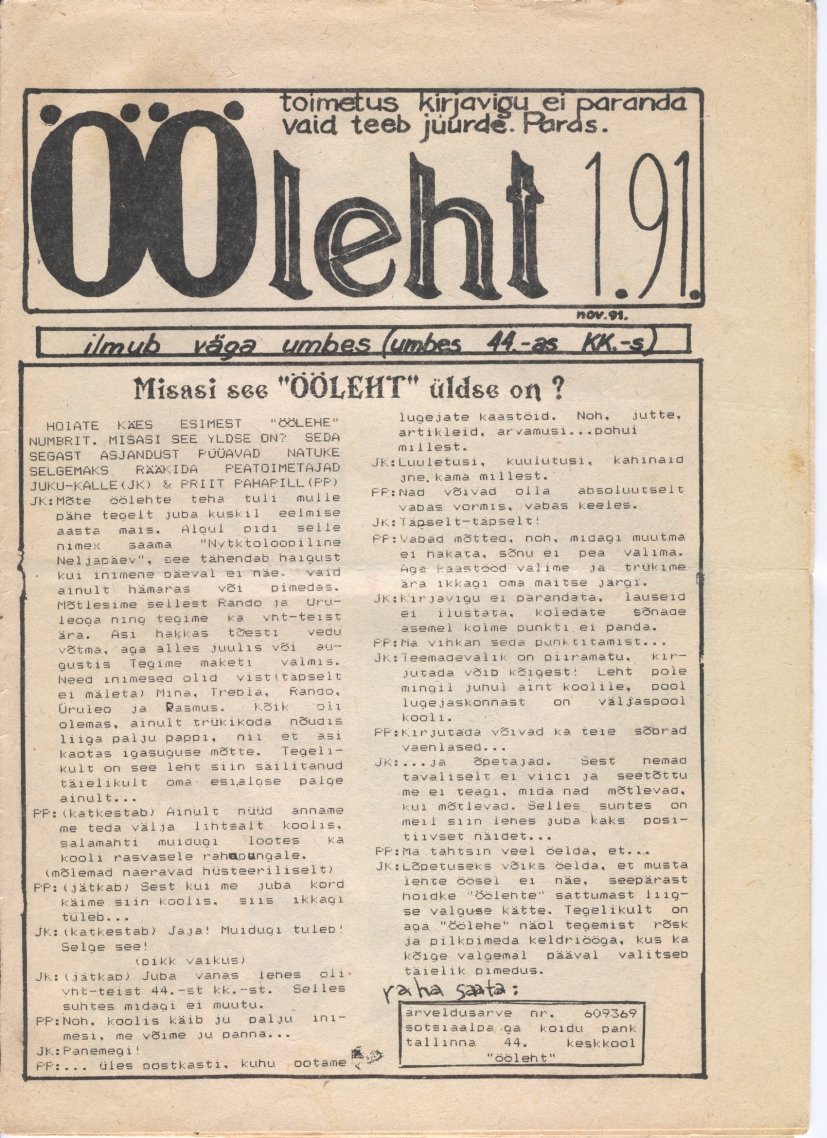 toimetus kirjavigu ei paranda
vaid teeb juurde. Paras.
ÖÖleht 1.91.
nov.91.
ilmub väga umbes (umbes 44.-as KK.-s)
Misasi see "ÖÖLEHT" üldse on ?
HOIATE KÄES ESIMEST "ÖÖLEHE"
NUMBRIT. MISASI SEE YLDSE ON? SEDA
SEGAST ASJANDUST PÜÜAVAD NATUKE
SELGEMAKS RÄÄKIDA PEATOIMETAJAD
JUKU-KALLE(JK) & PRIIT PAHAPILL(PP)
JK:Mõte öölehte teha tuli mulle
pähe tegelt juba kuskil eelmise
aasta mais. Algul pidi selle
nimex saama "Nytktoloopiline
Neljapäev", see tähendab haigust
kui inimene päeval ei näe, vaid
ainult hämaras või pimedas.
Mõtlesime sellest Rando ja Uru-
leoga ning tegime ka yht-teist
ära. Asi hakkas tõesti vedu
võtma, aga alles juulis või au-
gustis Tegime maketi valmis.
Need inimesed olid vist(täpselt
ei mäleta) Mina, Trebla, Rando,
Uruleo ja Rasmus. Kõik oli
olemas, ainult trükikoda nõudis
liiga palju pappi, nii et asi
kaotas igasuguse mõtte. Tegeli-
kult on see leht siin säilitanud
täielikult oma esialgse palge
ainult...
PP:(katkestab) Ainult nüüd anname
me teda välja lihtsalt koolis,
salamahti muidugi lootes ka
kooli rasvasele rahapungale.
(mõlemad naeravad hüsteeriliselt)
PP:(jätkab) Sest kui me juba kord
käime siin koolis, siis ikkagi
tuleb...
JK:(katkestab) Jaja! Muidugi tuleb!
Selge see!
(pikk vaikus)
JK:(jätkab) Juba vanas lehes oli
yht-teist 44.-st kk.-st. Selles
suhtes midagi ei muutu.
PP:Noh, koolis käib ju palju ini-
mesi, me võime ju panna...
JK:Panemegi!
PP:... üles postkasti, kuhu ootame
lugejate kaastöid. Noh, jutte,
artikleid, arvamusi...pohui
millest.
JK:Luuletusi, kuulutusi, kahinaid
jne.kama millest.
PP:Nad võivad olla absoluutselt
vabas vormis, vabas keeles.
JK:Täpselt-täpselt!
PP:Vabad mõtted, noh, midagi muutma
ei hakata, sõnu ei pea valima.
Aga kaastööd valime ja trükime
ära ikkagi oma maitse järgi.
JK:Kirjavigu ei parandata, lauseid
ei ilustata, koledate sõnade
asemel kolme punkti ei panda.
PP:Ma vihkan seda punktitamist...
JK:Teemadevalik on piiramatu, kir-
jutada võib kõigest! Leht pole
mingil juhul aint koolile, pool
lugejaskonnast on väljaspool
kooli.
PP:Kirjutada võivad ka teie sõbrad
vaenlased...
JK:...ja õpetajad. Sest nemad
tavaliselt ei viici ja seetõttu
me ei teagi, mida nad mõtlevad,
kui mõtlevad. Selles suntes on
meil siin lehes juba kaks posi-
tiivset näidet...
PP:Ma tahtsin veel öelda, et...
JK:Lõpetuseks võiks öelda, et musta
lehte öösel ei näe, seepärast
hoidke "öölehte" sattumast liig-
se valguse kätte. Tegelikult on
aga "öölehe" näol tegemist rõsk
ja pilkpimeda keldriööga, kus ka
kõige valgemal pääval valitseb
täielik pimedus.
raha saata:
arveldusarve nr. 609369
sotsiaalpa ga koidu pank
tallinna 44. keskkool
"ööleht"